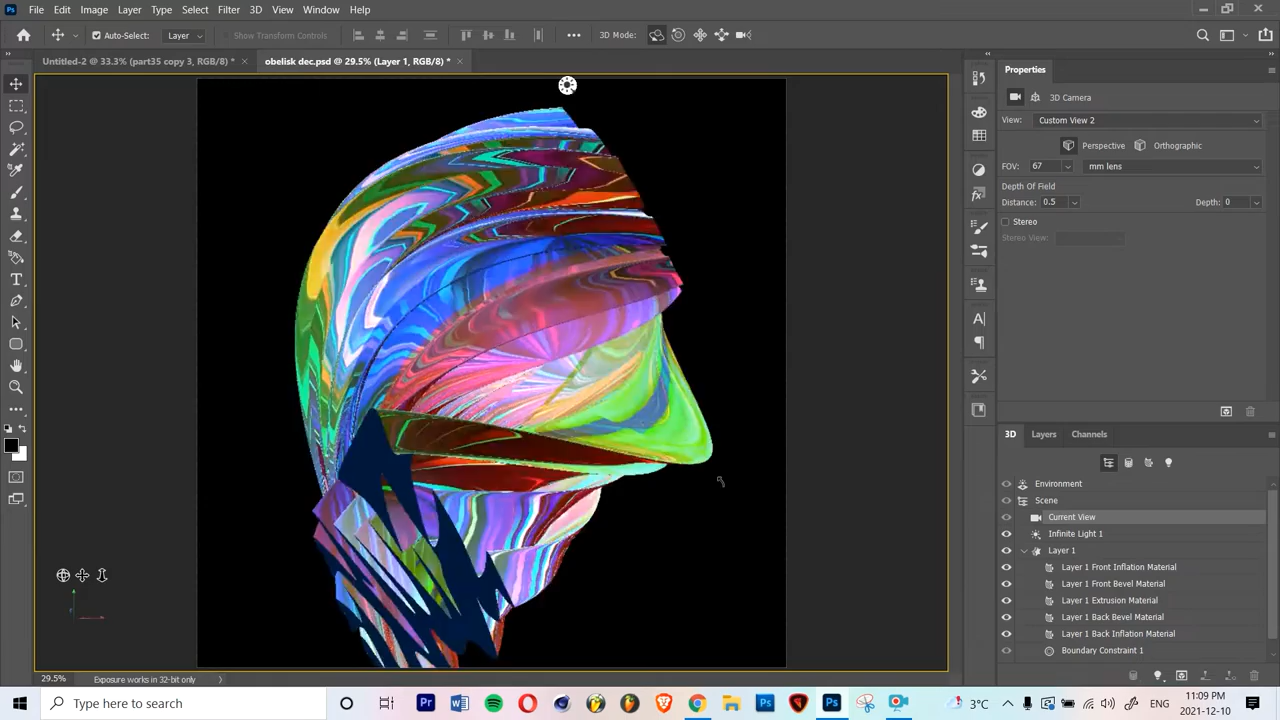 Ps File Edit Image Layer Type Select Filter 3D View Window Help
Auto-Select: Layer Show Transform Controls 3D Mode:
Untitled-2 @ 33.3% (part35 copy 3, RGB/8) * × obelisk dec.psd @ 29.5% (Layer 1, RGB/8) * ×
Properties
3D Camera
View: Custom View 2
Perspective Orthographic
FOV: 67 mm lens
Depth Of Field
Distance: 0.5 Depth: 0
Stereo
Stereo View:
3D Layers Channels
Environment
Scene
Current View
Infinite Light 1
Layer 1
Layer 1 Front Inflation Material
Layer 1 Front Bevel Material
Layer 1 Extrusion Material
Layer 1 Back Bevel Material
Layer 1 Back Inflation Material
Boundary Constraint 1
29.5% Exposure works in 32-bit only
Type here to search
Pr
W
Ps
Ps
3°C
ENG
11:09 PM
2021-12-10